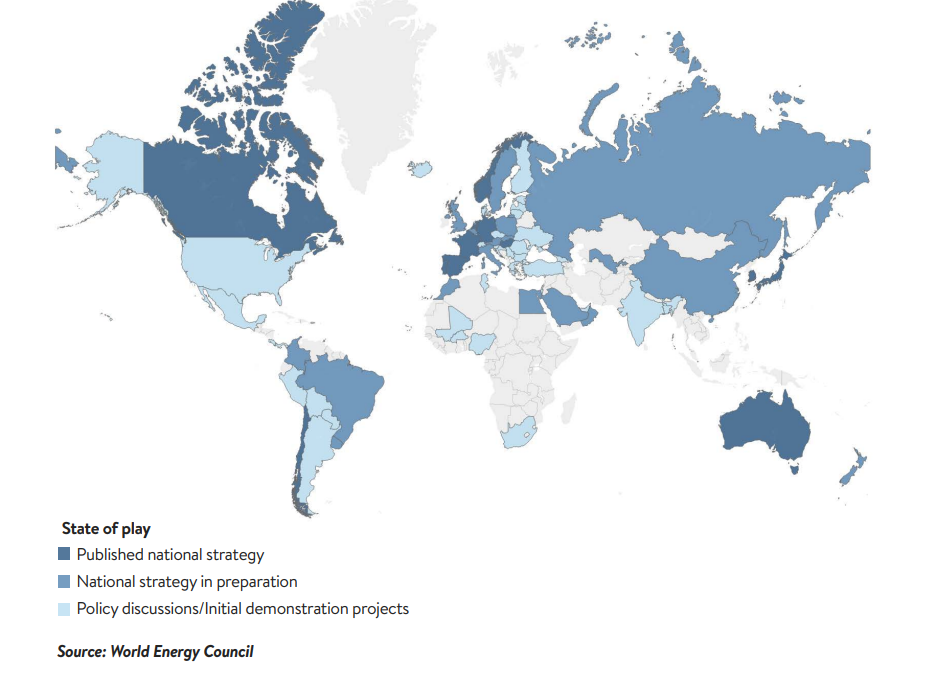 State of play
Published national strategy
National strategy in preparation
Policy discussions/Initial demonstration projects
Source: World Energy Council